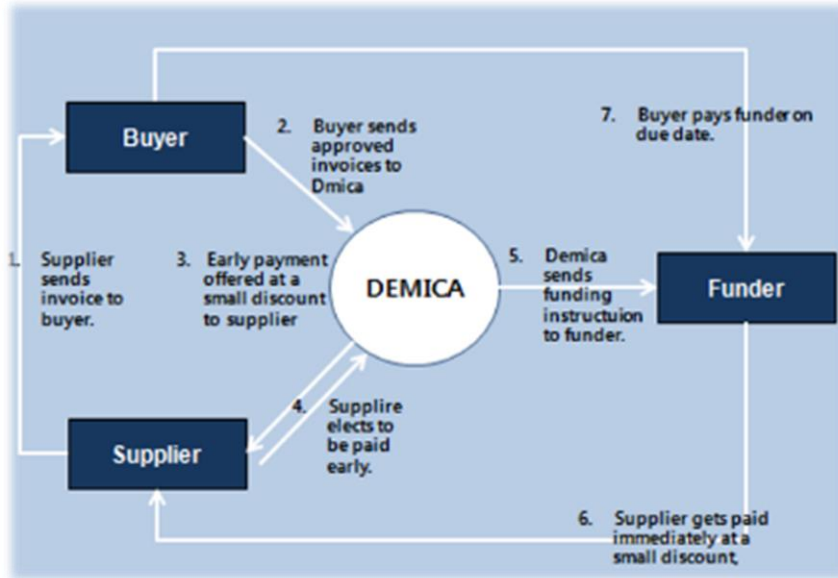 Buyer
2. Buyer sends
approved
invoices to
Dmica
7. Buyer pays funder on
due date.
1. Supplier
sends
invoice to
buyer.
3. Early payment
offered at a
small discount
to supplier
DEMICA
5. Demica
sends
funding
instructuion
to funder.
Funder
4. Supplire
elects to
be paid
early.
Supplier
6. Supplier gets paid
immediately at a
small discount,